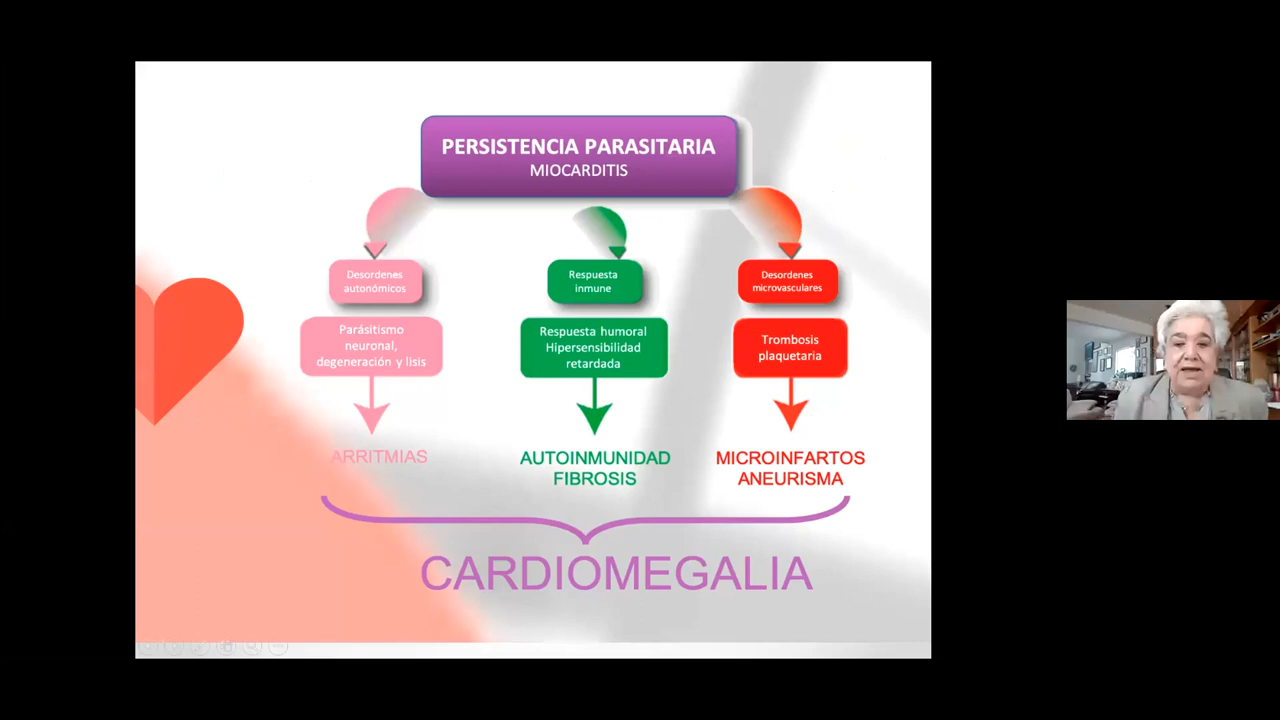 PERSISTENCIA PARASITARIA
MIOCARDITIS
Desordenes
autonómicos
Parásitismo
neuronal,
degeneración y lisis
ARRITMIAS
Respuesta
inmune
Respuesta humoral
Hipersensibilidad
retardada
AUTOINMUNIDAD
FIBROSIS
Desordenes
microvasculares
Trombosis
plaquetaria
MICROINFARTOS
ANEURISMA
CARDIOMEGALIA